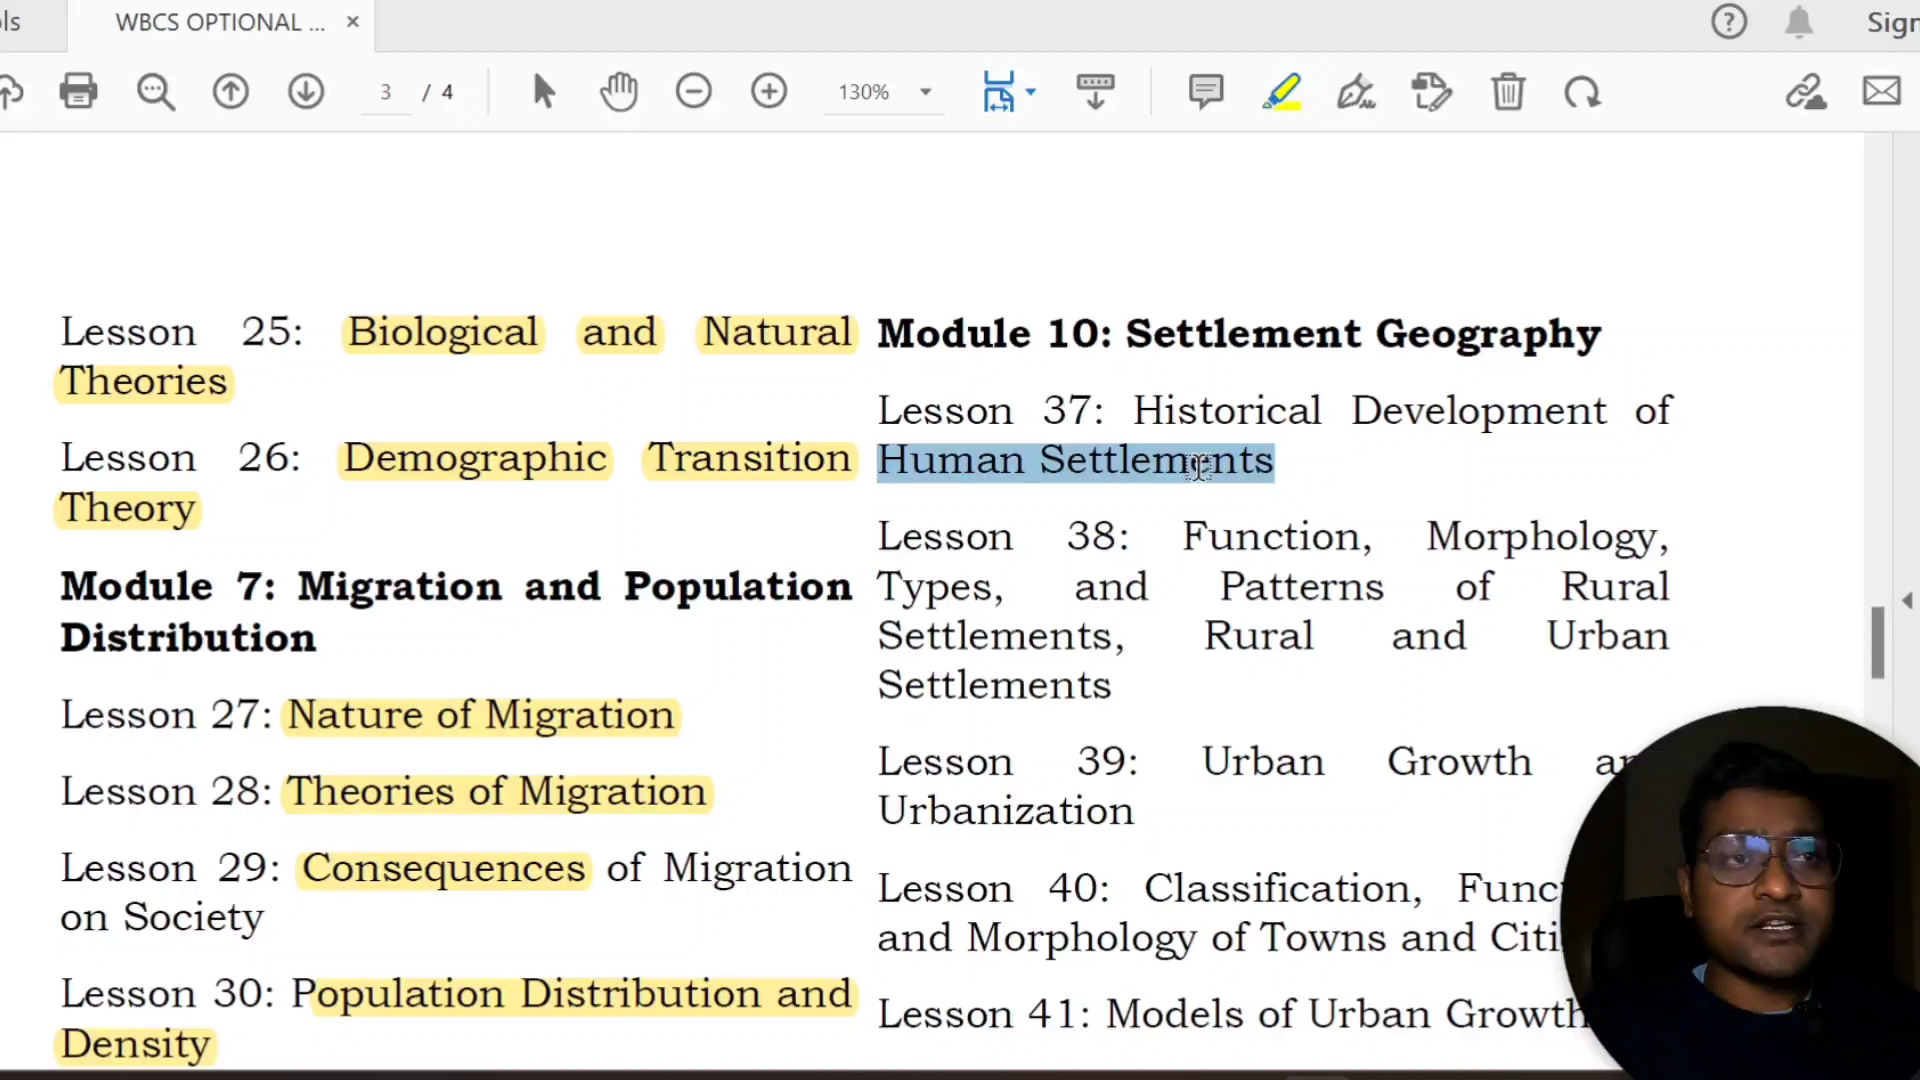 ls
WBCS OPTIONAL ...
Sign
3 / 4
130%
Lesson 25: Biological and Natural
Theories
Lesson 26: Demographic Transition
Theory
Module 7: Migration and Population
Distribution
Lesson 27: Nature of Migration
Lesson 28: Theories of Migration
Lesson 29: Consequences of Migration
on Society
Lesson 30: Population Distribution and
Density
Module 10: Settlement Geography
Lesson 37: Historical Development of
Human Settlements
Lesson 38: Function, Morphology,
Types, and Patterns of Rural
Settlements, Rural and Urban
Settlements
Lesson 39: Urban Growth an
Urbanization
Lesson 40: Classification, Func
and Morphology of Towns and Citi
Lesson 41: Models of Urban Growth